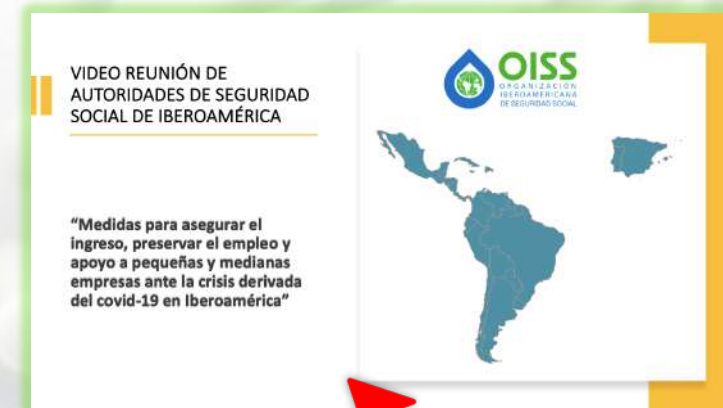 VIDEO REUNIÓN DE
AUTORIDADES DE SEGURIDAD
SOCIAL DE IBEROAMÉRICA
OISS
ORGANIZACIÓN
IBEROAMERICANA
DE SEGURIDAD SOCIAL
“Medidas para asegurar el
ingreso, preservar el empleo y
apoyo a pequeñas y medianas
empresas ante la crisis derivada
del covid-19 en Iberoamérica”